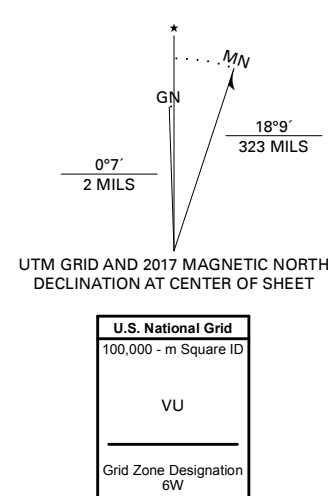 ★
MN
GN
18°9´
323 MILS
0°7´
2 MILS
UTM GRID AND 2017 MAGNETIC NORTH
DECLINATION AT CENTER OF SHEET
U.S. National Grid
100,000 - m Square ID
VU
Grid Zone Designation
6W